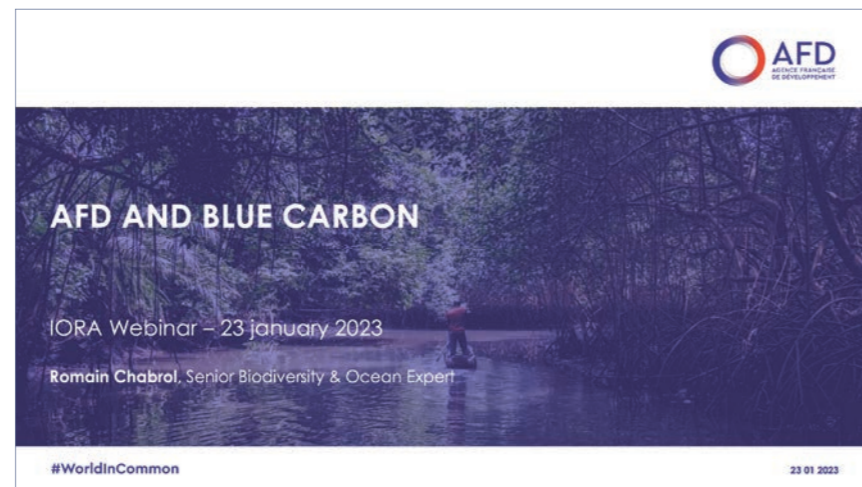 AFD
AGENCE FRANÇAISE
DE DÉVELOPPEMENT
AFD AND BLUE CARBON
IORA Webinar – 23 january 2023
Romain Chabrol, Senior Biodiversity & Ocean Expert
#WorldInCommon
23 01 2023